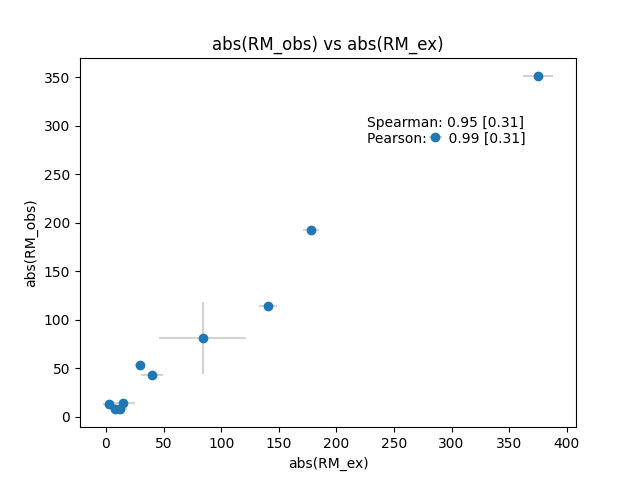 abs(RM_obs) vs abs(RM_ex)
350
300
250
200
150
100
50
0
abs(RM_obs)
Spearman: 0.95 [0.31]
Pearson: 0.99 [0.31]
0 50 100 150 200 250 300 350 400
abs(RM_ex)